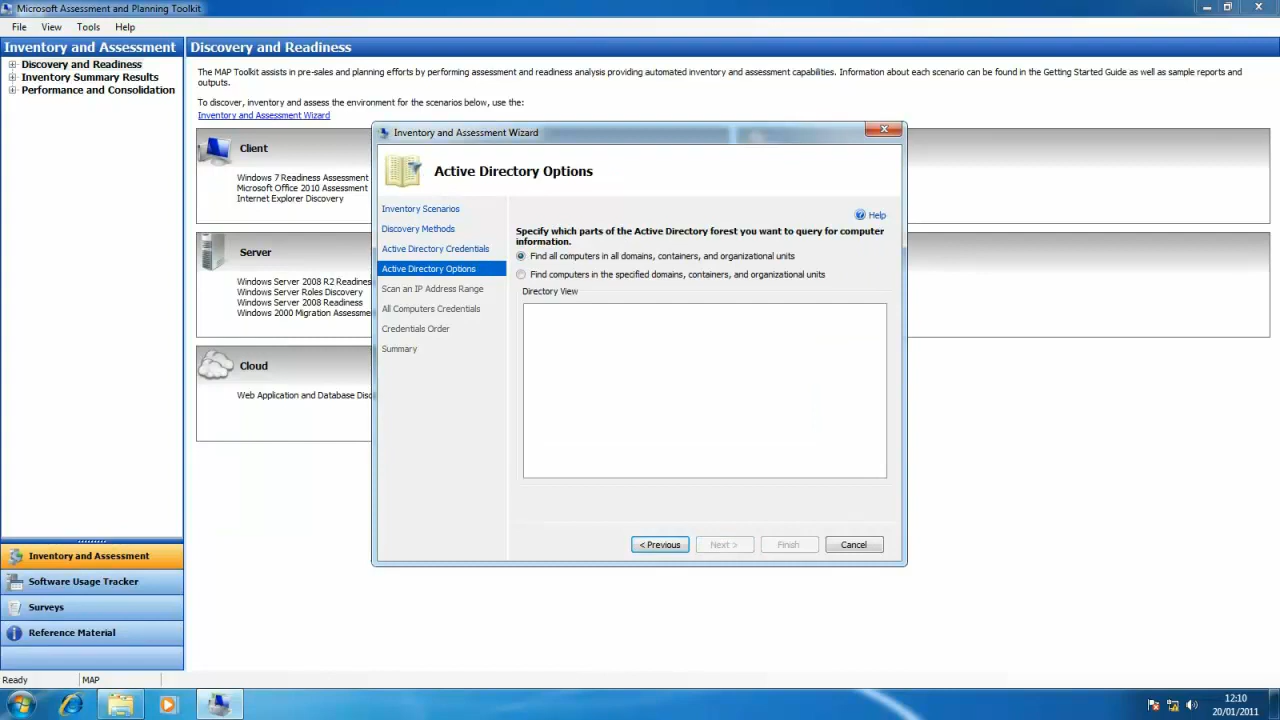 Microsoft Assessment and Planning Toolkit
File View Tools Help
Inventory and Assessment
Discovery and Readiness
Inventory Summary Results
Performance and Consolidation
Discovery and Readiness
The MAP Toolkit assists in pre-sales and planning efforts by performing assessment and readiness analysis providing automated inventory and assessment capabilities. Information about each scenario can be found in the Getting Started Guide as well as sample reports and
outputs.
To discover, inventory and assess the environment for the scenarios below, use the:
Inventory and Assessment Wizard
Client
Windows 7 Readiness Assessment
Microsoft Office 2010 Assessment
Internet Explorer Discovery
Server
Windows Server 2008 R2 Readines
Windows Server Roles Discovery
Windows Server 2008 Readiness
Windows 2000 Migration Assessme
Cloud
Web Application and Database Disc
Inventory and Assessment Wizard
Active Directory Options
Inventory Scenarios
Discovery Methods
Active Directory Credentials
Active Directory Options
Scan an IP Address Range
All Computers Credentials
Credentials Order
Summary
Help
Specify which parts of the Active Directory forest you want to query for computer
information.
Find all computers in all domains, containers, and organizational units
Find computers in the specified domains, containers, and organizational units
Directory View
< Previous
Next >
Finish
Cancel
Inventory and Assessment
Software Usage Tracker
Surveys
Reference Material
Ready
MAP
12:10
20/01/2011